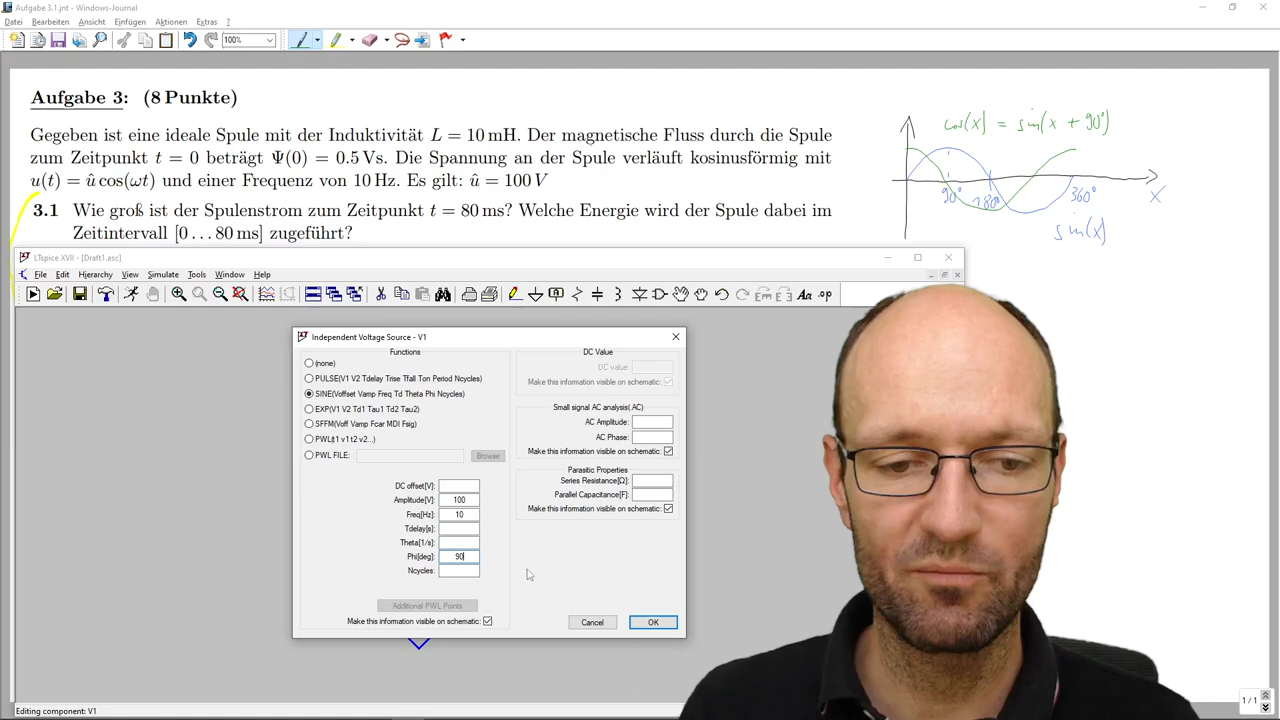 Aufgabe 3.1.jnt - Windows-Journal
Datei Bearbeiten Ansicht Einfügen Aktionen Extras ?
100%
Aufgabe 3: (8 Punkte)
Gegeben ist eine ideale Spule mit der Induktivität L = 10 mH. Der magnetische Fluss durch die Spule
zum Zeitpunkt t = 0 beträgt Ψ(0) = 0.5 Vs. Die Spannung an der Spule verläuft kosinusförmig mit
u(t) = û cos(ωt) und einer Frequenz von 10 Hz. Es gilt: û = 100 V
3.1 Wie groß ist der Spulenstrom zum Zeitpunkt t = 80 ms? Welche Energie wird der Spule dabei im
Zeitintervall [0 . . . 80 ms] zugeführt?
cos(x) = sin(x + 90°)
90° 180° 360° x
sin(x)
LTspice XVII - [Draft1.asc]
File Edit Hierarchy View Simulate Tools Window Help
Aa .op
Independent Voltage Source - V1
Functions
(none)
PULSE(V1 V2 Tdelay Trise Tfall Ton Period Ncycles)
SINE(Voffset Vamp Freq Td Theta Phi Ncycles)
EXP(V1 V2 Td1 Tau1 Td2 Tau2)
SFFM(Voff Vamp Fcar MDI Fsig)
PWL(t1 v1 t2 v2...)
PWL FILE: Browse
DC offset[V]:
Amplitude[V]: 100
Freq[Hz]: 10
Tdelay[s]:
Theta[1/s]:
Phi[deg]: 90
Ncycles:
Additional PWL Points
Make this information visible on schematic:
DC Value
DC value:
Make this information visible on schematic:
Small signal AC analysis(.AC)
AC Amplitude:
AC Phase:
Make this information visible on schematic:
Parasitic Properties
Series Resistance[Ω]:
Parallel Capacitance[F]:
Make this information visible on schematic:
Cancel OK
Editing component: V1
1/1